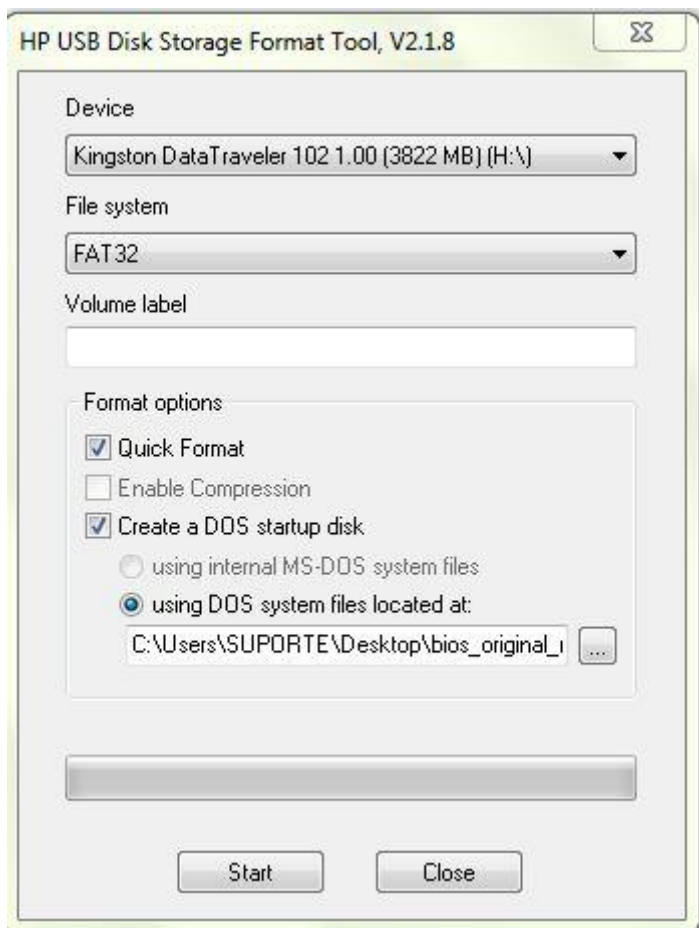 HP USB Disk Storage Format Tool, V2.1.8
Device
Kingston DataTraveler 102 1.00 (3822 MB) (H:\)
File system
FAT32
Volume label
Format options
Quick Format
Enable Compression
Create a DOS startup disk
using internal MS-DOS system files
using DOS system files located at:
C:\Users\SUPORTE\Desktop\bios_original_
...
Start
Close